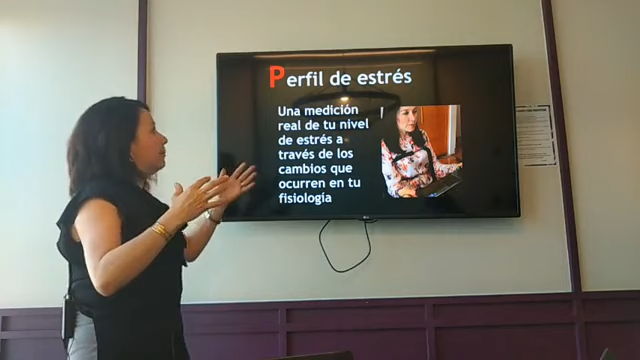 Perfil de estrés
Una medición
real de tu nivel
de estrés a
través de los
cambios que
ocurren en tu
fisiología
LG